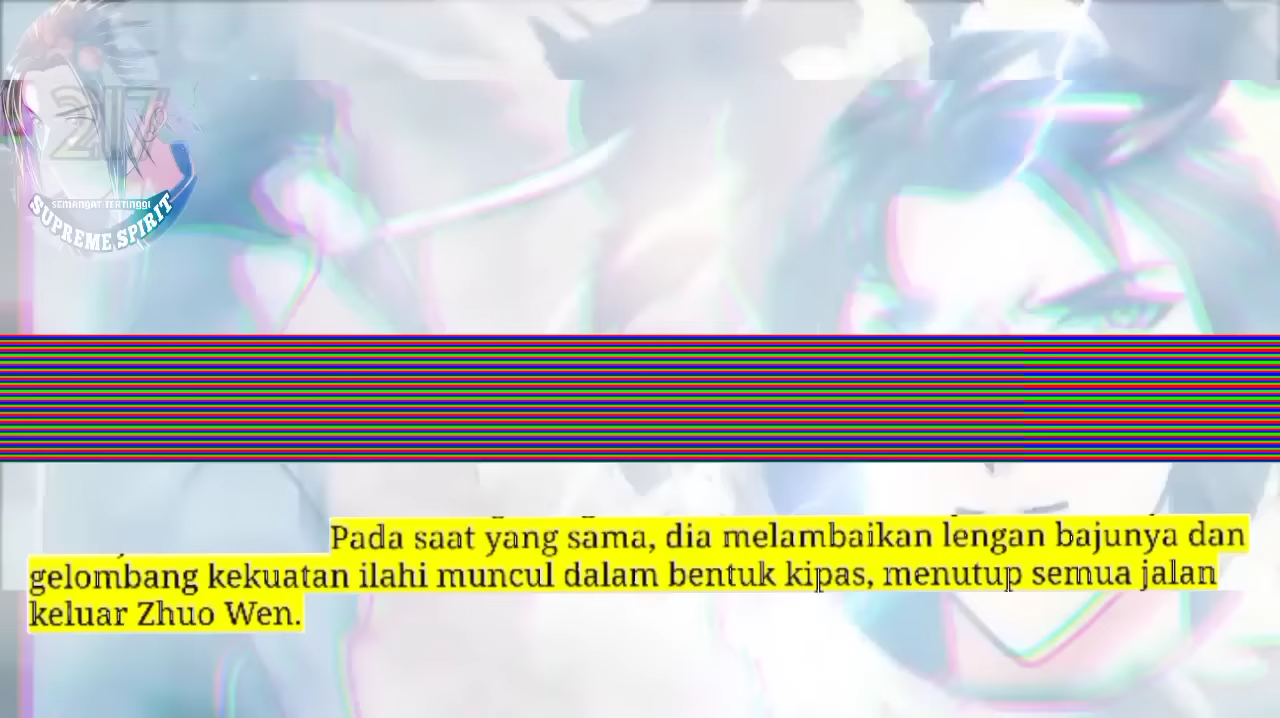 217
SEMANGAT TERTINGGI
SUPREME SPIRIT
Pada saat yang sama, dia melambaikan lengan bajunya dan
gelombang kekuatan ilahi muncul dalam bentuk kipas, menutup semua jalan
keluar Zhuo Wen.